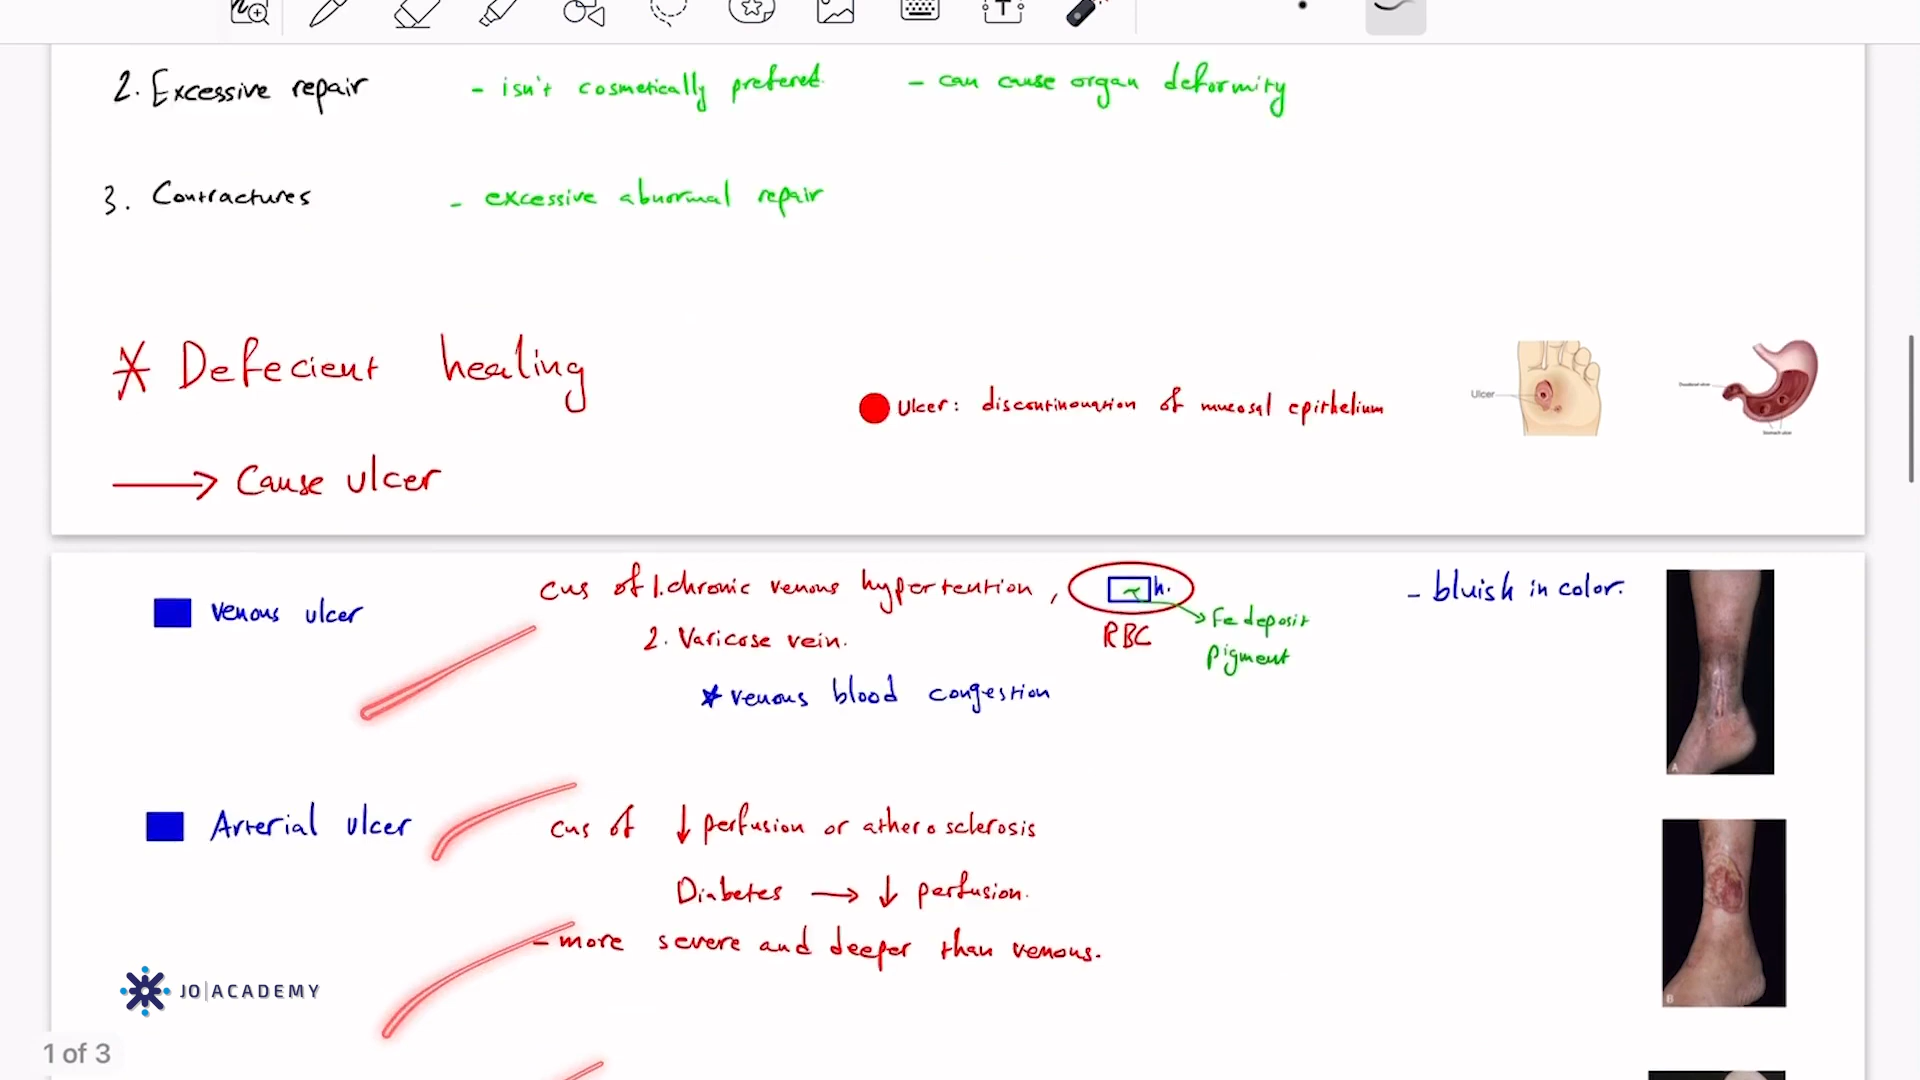 2. Excessive repair - isn't cosmetically prefered. - can cause organ deformity
3. Contractures - excessive abnormal repair
* Defecient healing
Ulcer: discontinouation of mucosal epithelium
Ulcer
→ Cause ulcer
venous ulcer cus of 1. chronic venous hypertention, h. - bluish in color.
Fe deposit
2. Varicose vein. RBC
pigment
* venous blood congestion
A
Arterial ulcer cus of ↓ perfusion or atherosclerosis
Diabetes → ↓ perfusion.
- more severe and deeper than venous.
JO|ACADEMY
B
1 of 3